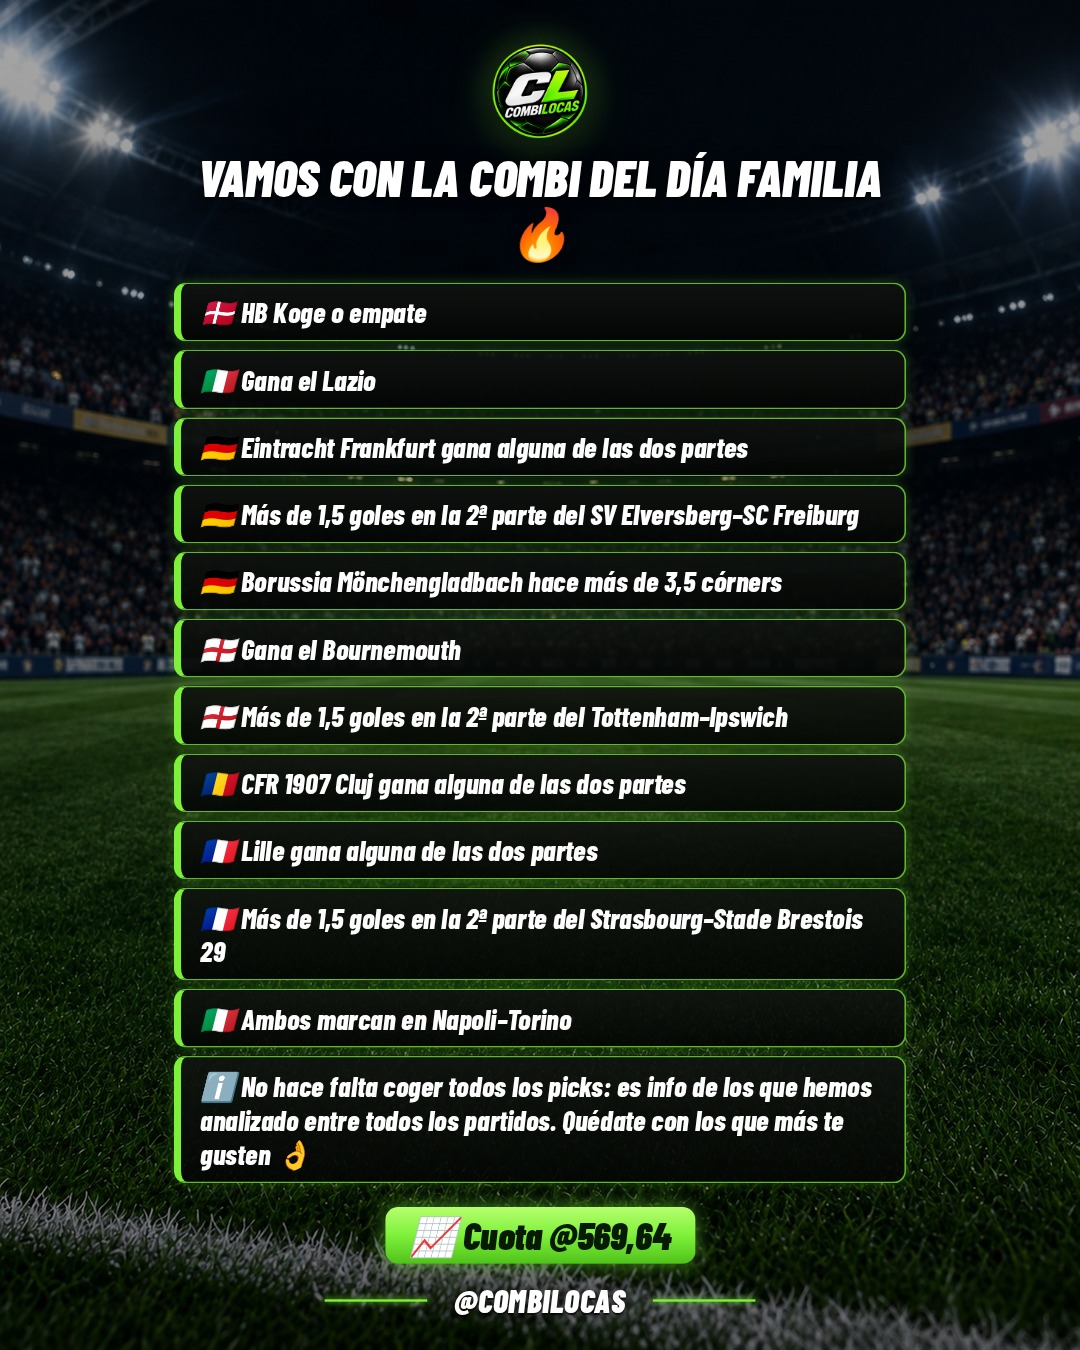 CL
COMBILOCAS
VAMOS CON LA COMBI DEL DÍA FAMILIA
🔥
🇩🇰 HB Koge o empate
🇮🇹 Gana el Lazio
🇩🇪 Eintracht Frankfurt gana alguna de las dos partes
🇩🇪 Más de 1,5 goles en la 2ª parte del SV Elversberg-SC Freiburg
🇩🇪 Borussia Mönchengladbach hace más de 3,5 córners
🏴󠁧󠁢󠁥󠁮󠁧󠁿 Gana el Bournemouth
🏴󠁧󠁢󠁥󠁮󠁧󠁿 Más de 1,5 goles en la 2ª parte del Tottenham-Ipswich
🇷🇴 CFR 1907 Cluj gana alguna de las dos partes
🇫🇷 Lille gana alguna de las dos partes
🇫🇷 Más de 1,5 goles en la 2ª parte del Strasbourg-Stade Brestois
29
🇮🇹 Ambos marcan en Napoli-Torino
ℹ️ No hace falta coger todos los picks: es info de los que hemos
analizado entre todos los partidos. Quédate con los que más te
gusten 👌
📈 Cuota @569,64
@COMBILOCAS